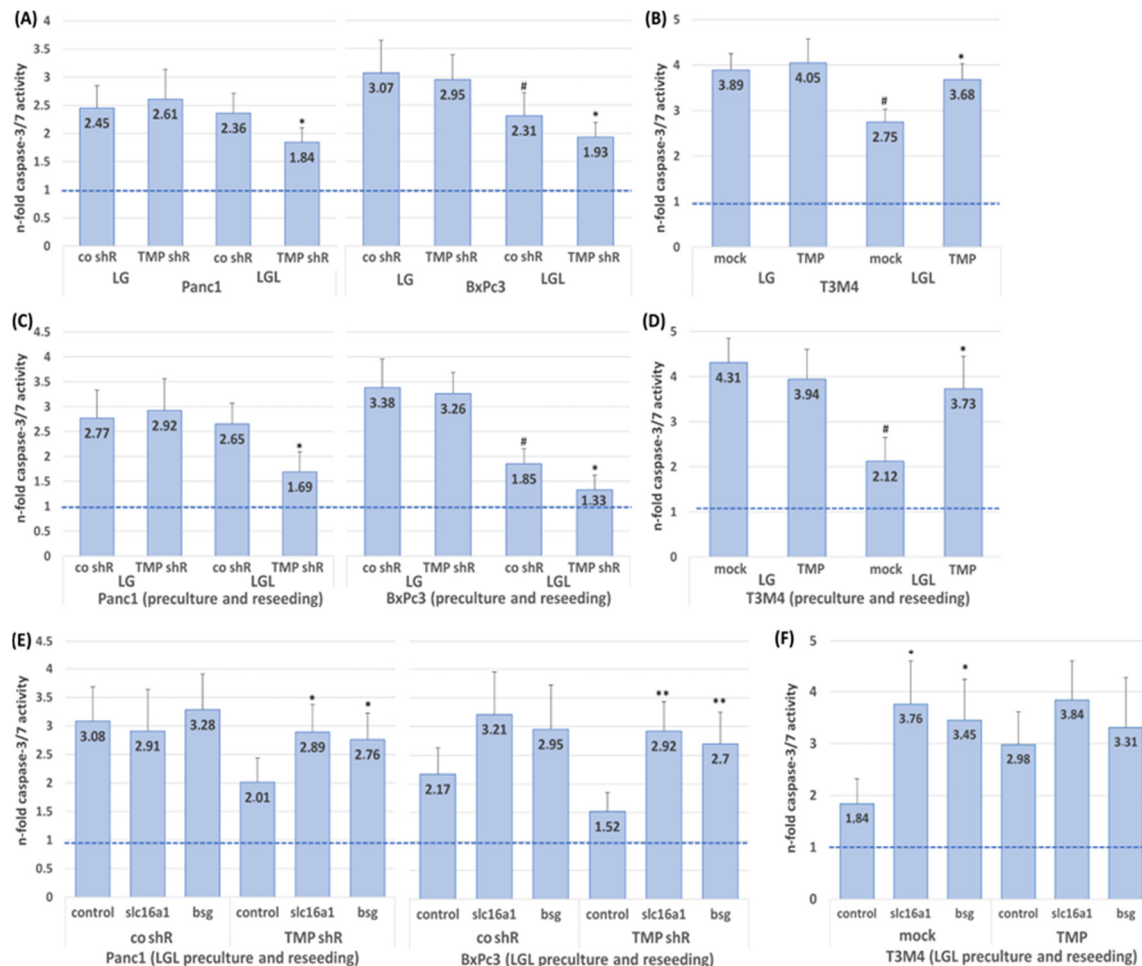 (A)
n-fold caspase-3/7 activity
4
3.5
3
2.5
2
1.5
1
0.5
0
2.45 2.61 2.36 * 1.84
co shR TMP shR co shR TMP shR
LG LGL
Panc1
3.07 2.95 # 2.31 * 1.93
co shR TMP shR co shR TMP shR
LG LGL
BxPc3
(B)
n-fold caspase-3/7 activity
5
4
3
2
1
0
3.89 4.05 # 2.75 * 3.68
mock TMP mock TMP
LG LGL
T3M4
(C)
n-fold caspase-3/7 activity
4.5
4
3.5
3
2.5
2
1.5
1
0.5
0
2.77 2.92 2.65 * 1.69
co shR TMP shR co shR TMP shR
LG LGL
Panc1 (preculture and reseeding)
3.38 3.26 # 1.85 * 1.33
co shR TMP shR co shR TMP shR
LG LGL
BxPc3 (preculture and reseeding)
(D)
n-fold caspase-3/7 activity
5
4
3
2
1
0
4.31 3.94 # 2.12 * 3.73
mock TMP mock TMP
LG LGL
T3M4 (preculture and reseeding)
(E)
n-fold caspase-3/7 activity
4.5
4
3.5
3
2.5
2
1.5
1
0.5
0
3.08 2.91 3.28 2.01 * 2.89 * 2.76
control slc16a1 bsg control slc16a1 bsg
co shR TMP shR
Panc1 (LGL preculture and reseeding)
2.17 3.21 2.95 1.52 ** 2.92 ** 2.7
control slc16a1 bsg control slc16a1 bsg
co shR TMP shR
BxPc3 (LGL preculture and reseeding)
(F)
n-fold caspase-3/7 activity
5
4
3
2
1
0
1.84 * 3.76 * 3.45 2.98 3.84 3.31
control slc16a1 bsg control slc16a1 bsg
mock TMP
T3M4 (LGL preculture and reseeding)